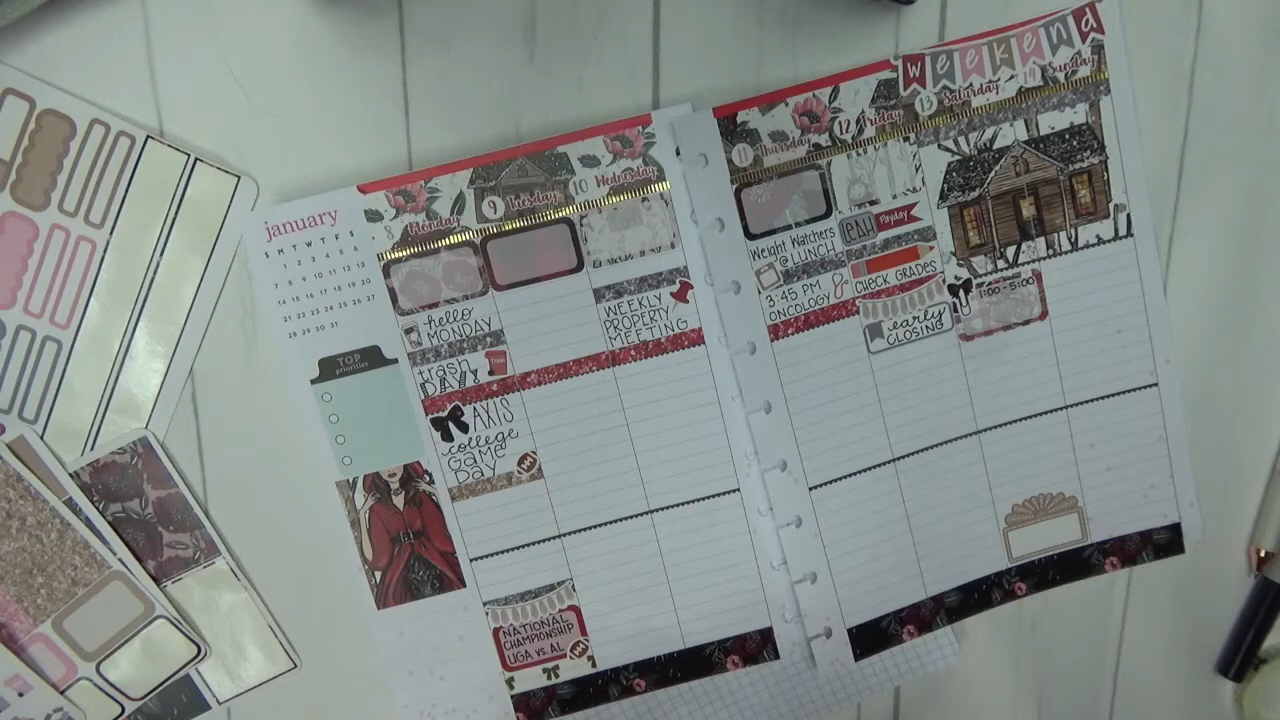 january
S M T W T F S
1 2 3 4 5 6
7 8 9 10 11 12 13
14 15 16 17 18 19 20
21 22 23 24 25 26 27
28 29 30 31
TOP
priorities
8 Monday
hello
MONDAY
trash
DAY!
Trash
AXIS
college
GAME
DAY
NATIONAL
CHAMPIONSHIP
UGA vs. AL
9 Tuesday
10 Wednesday
WEEKLY
PROPERTY
MEETING
11 Thursday
Weight Watchers
@ LUNCH
3:45 PM
ONCOLOGY
12 Friday
Payday
CHECK GRADES
early
CLOSING
weekend
13 Saturday
14 Sunday
1:00-5:00